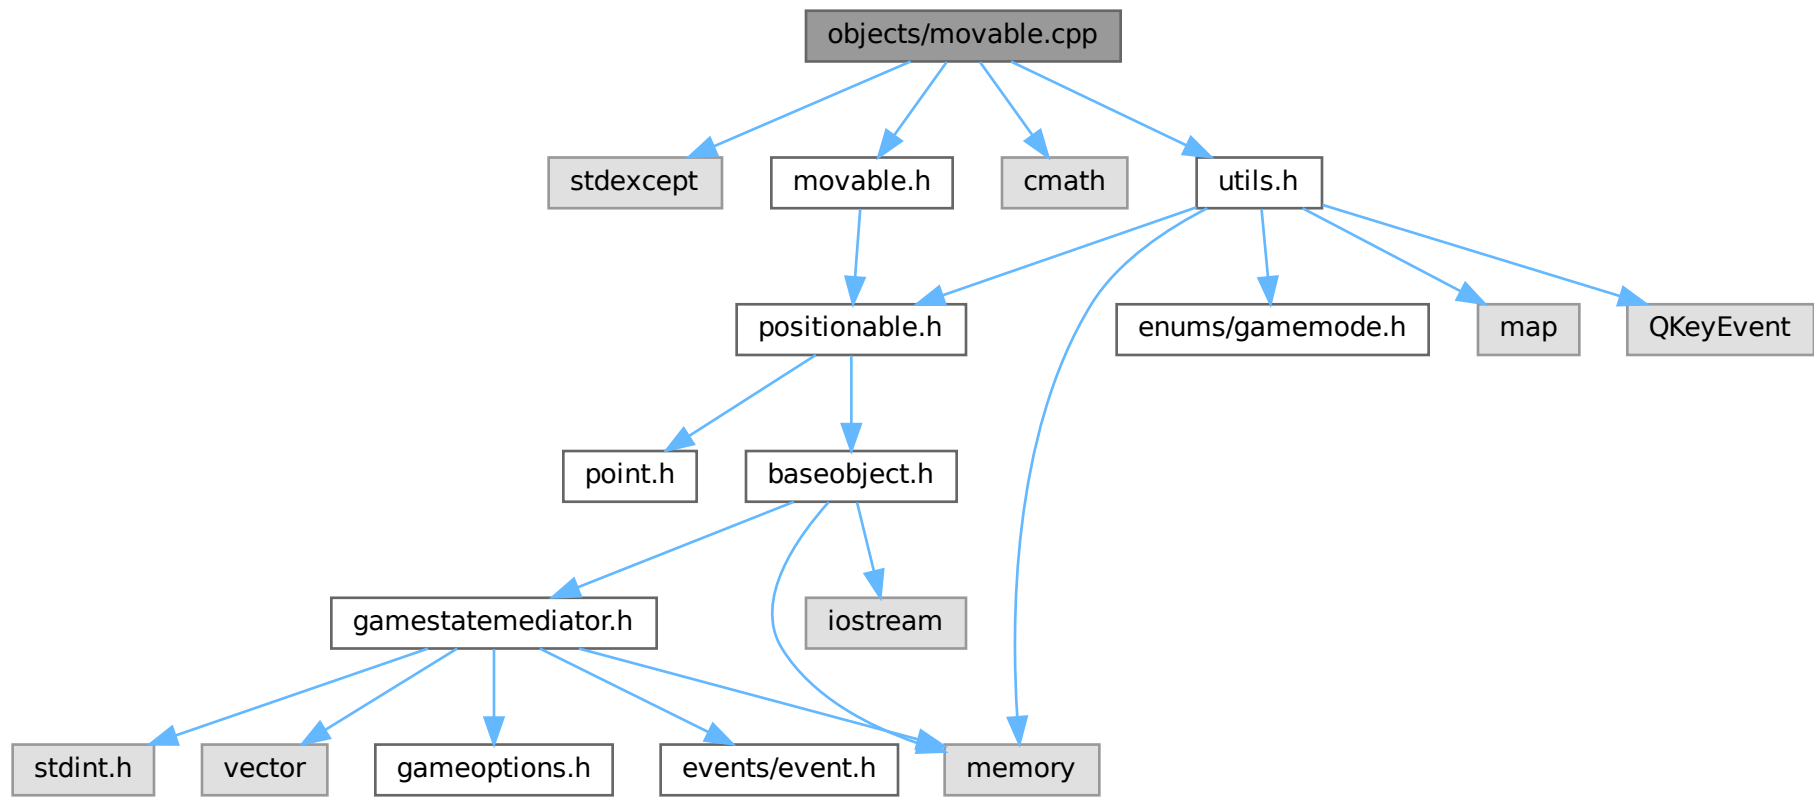 objects/movable.cpp
stdexcept
movable.h
cmath
utils.h
positionable.h
enums/gamemode.h
map
QKeyEvent
point.h
baseobject.h
gamestatemediator.h
iostream
stdint.h
vector
gameoptions.h
events/event.h
memory